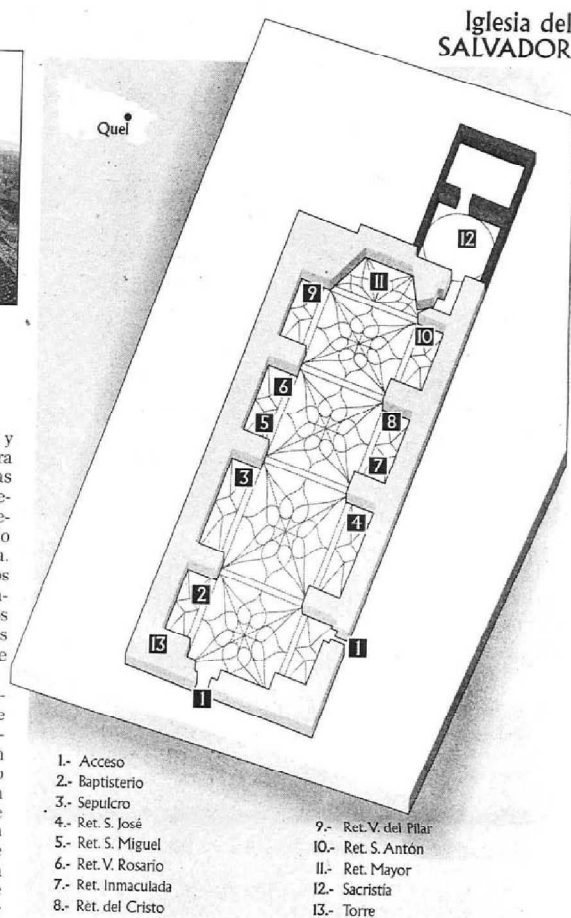 Iglesia del
SALVADOR
Quel
12
11
9
10
6
8
5
7
3
4
2
13
1
1
1.- Acceso
2.- Baptisterio
3.- Sepulcro
4.- Ret. S. José
5.- Ret. S. Miguel
6.- Ret. V. Rosario
7.- Ret. Inmaculada
8.- Ret. del Cristo
9.- Ret. V. del Pilar
10.- Ret. S. Antón
11.- Ret. Mayor
12.- Sacristía
13.- Torre